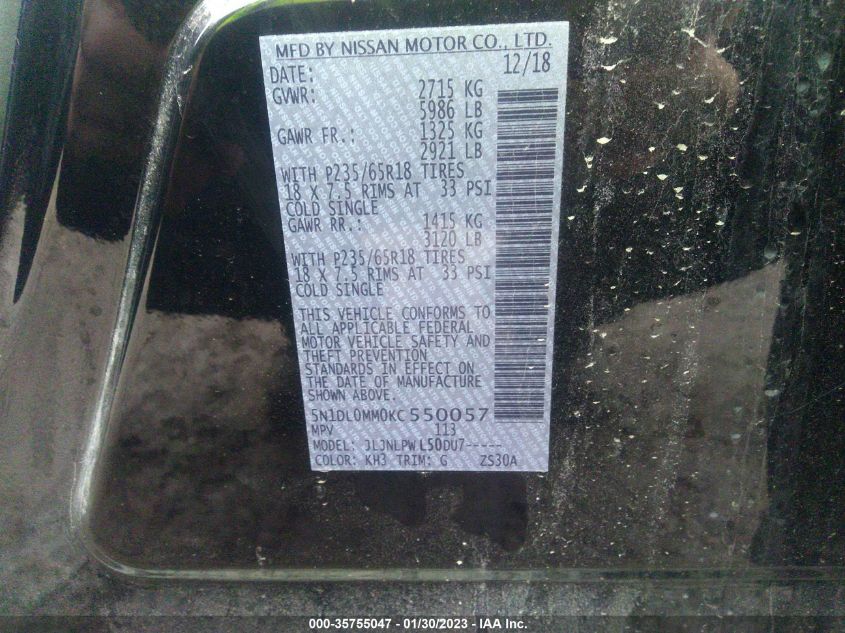 MFD BY NISSAN MOTOR CO., LTD.
DATE: 12/18
GVWR: 2715 KG
5986 LB
GAWR FR.: 1325 KG
2921 LB
WITH P235/65R18 TIRES
18 X 7.5 RIMS AT 33 PSI
COLD SINGLE
GAWR RR.: 1415 KG
3120 LB
WITH P235/65R18 TIRES
18 X 7.5 RIMS AT 33 PSI
COLD SINGLE
THIS VEHICLE CONFORMS TO
ALL APPLICABLE FEDERAL
MOTOR VEHICLE SAFETY AND
THEFT PREVENTION
STANDARDS IN EFFECT ON
THE DATE OF MANUFACTURE
SHOWN ABOVE.
5N1DL0MM0KC550057
MPV 113
MODEL: JLJNLPWL50DU7-----
COLOR: KH3 TRIM: G ZS30A
000-35755047 - 01/30/2023 - IAA Inc.